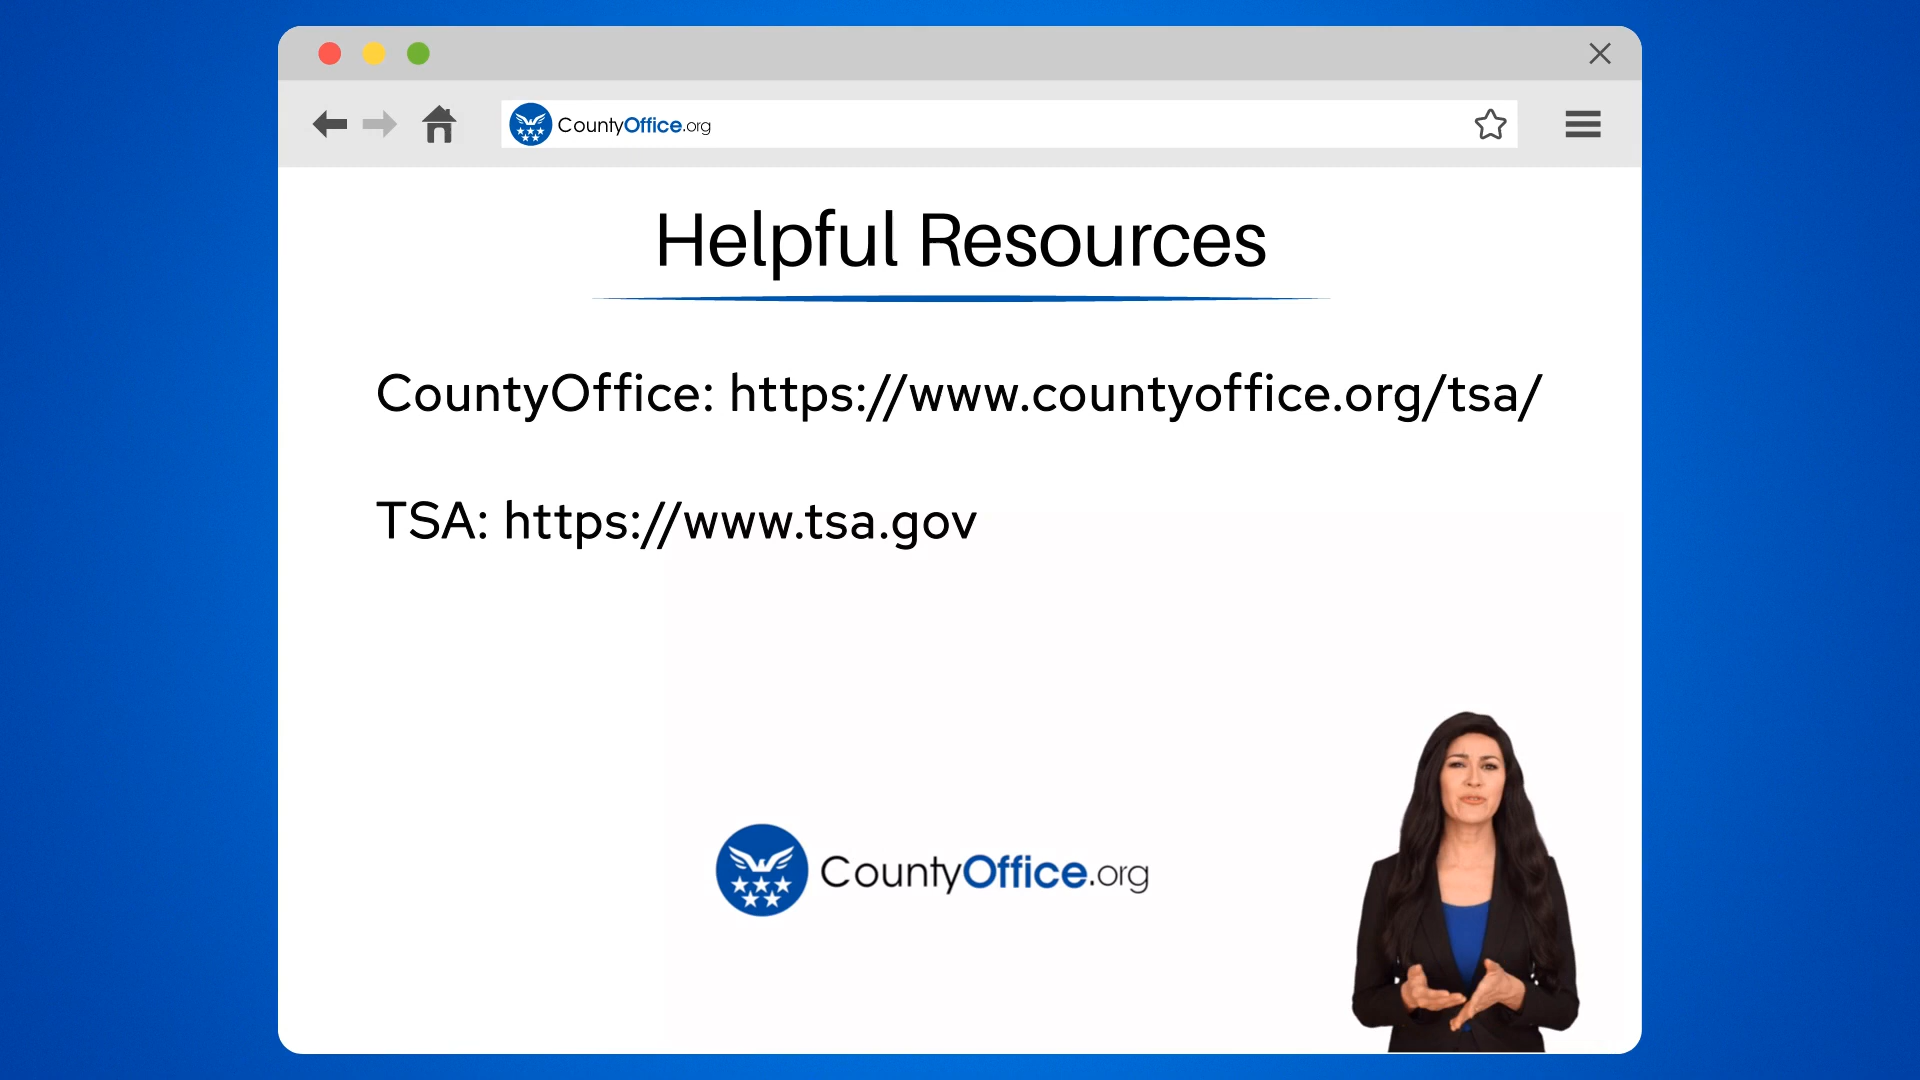 CountyOffice.org
Helpful Resources
CountyOffice: https://www.countyoffice.org/tsa/
TSA: https://www.tsa.gov
CountyOffice.org